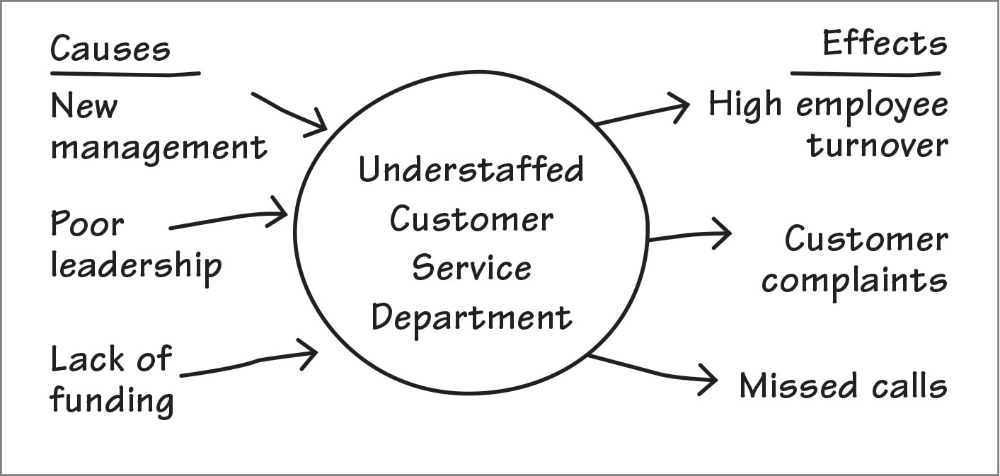 Causes
New
management
Poor
leadership
Lack of
funding
Understaffed
Customer
Service
Department
Effects
High employee
turnover
Customer
complaints
Missed calls